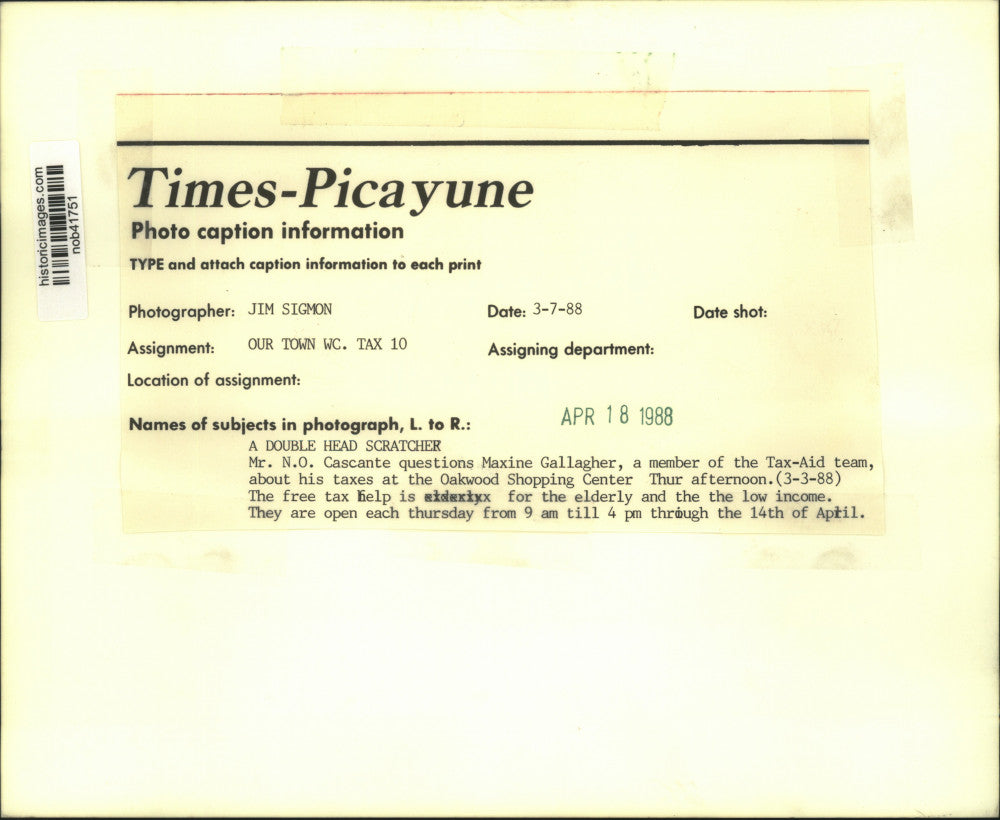 Times-Picayune
Photo caption information
TYPE and attach caption information to each print
historicimages.com
nob41751
Photographer: JIM SIGMON Date: 3-7-88 Date shot:
Assignment: OUR TOWN WC. TAX 10 Assigning department:
Location of assignment:
Names of subjects in photograph, L. to R.: APR 18 1988
A DOUBLE HEAD SCRATCHER
Mr. N.O. Cascante questions Maxine Gallagher, a member of the Tax-Aid team,
about his taxes at the Oakwood Shopping Center Thur afternoon.(3-3-88)
The free tax help is for the elderly and the the low income.
They are open each thursday from 9 am till 4 pm through the 14th of April.